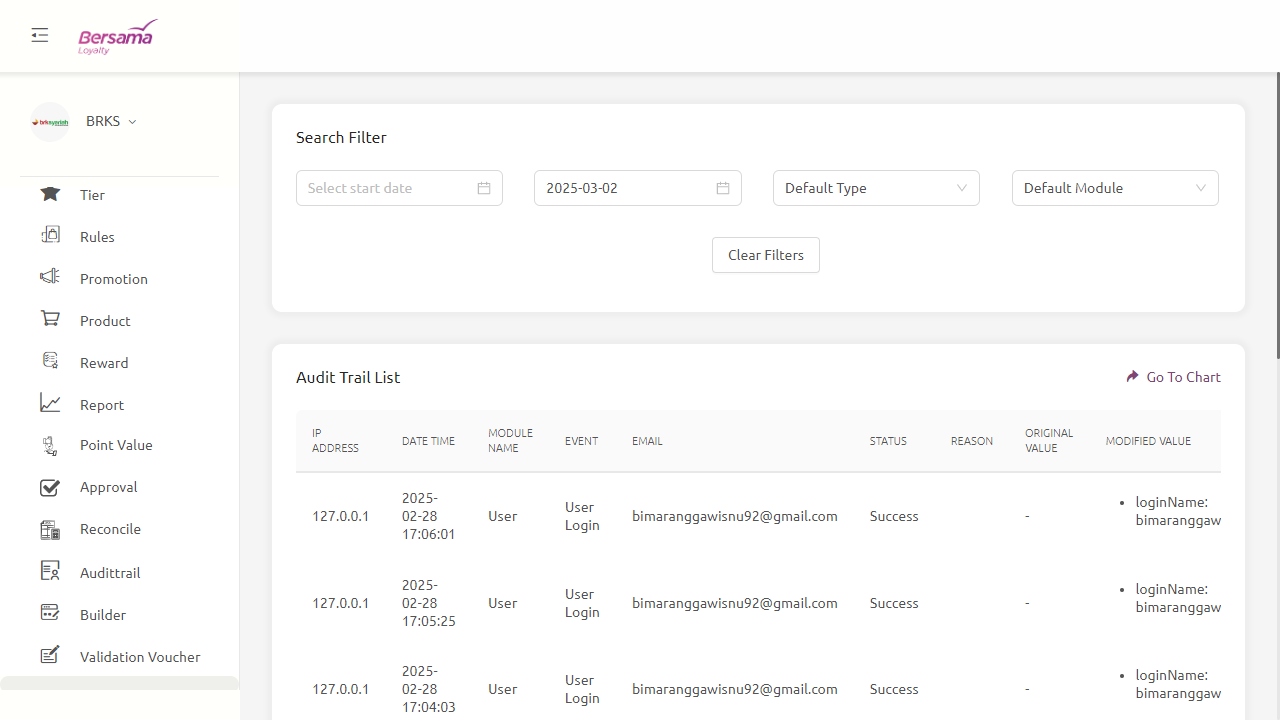 Bersama
Loyalty
brksyariah
BRKS
Tier
Rules
Promotion
Product
Reward
Report
Point Value
Approval
Reconcile
Audittrail
Builder
Validation Voucher
Search Filter
Select start date
2025-03-02
Default Type
Default Module
Clear Filters
Audit Trail List
Go To Chart
IP ADDRESS DATE TIME MODULE NAME EVENT EMAIL STATUS REASON ORIGINAL VALUE MODIFIED VALUE
127.0.0.1 2025-02-28 17:06:01 User User Login bimaranggawisnu92@gmail.com Success - • loginName: bimaranggaw
127.0.0.1 2025-02-28 17:05:25 User User Login bimaranggawisnu92@gmail.com Success - • loginName: bimaranggaw
127.0.0.1 2025-02-28 17:04:03 User User Login bimaranggawisnu92@gmail.com Success - • loginName: bimaranggaw